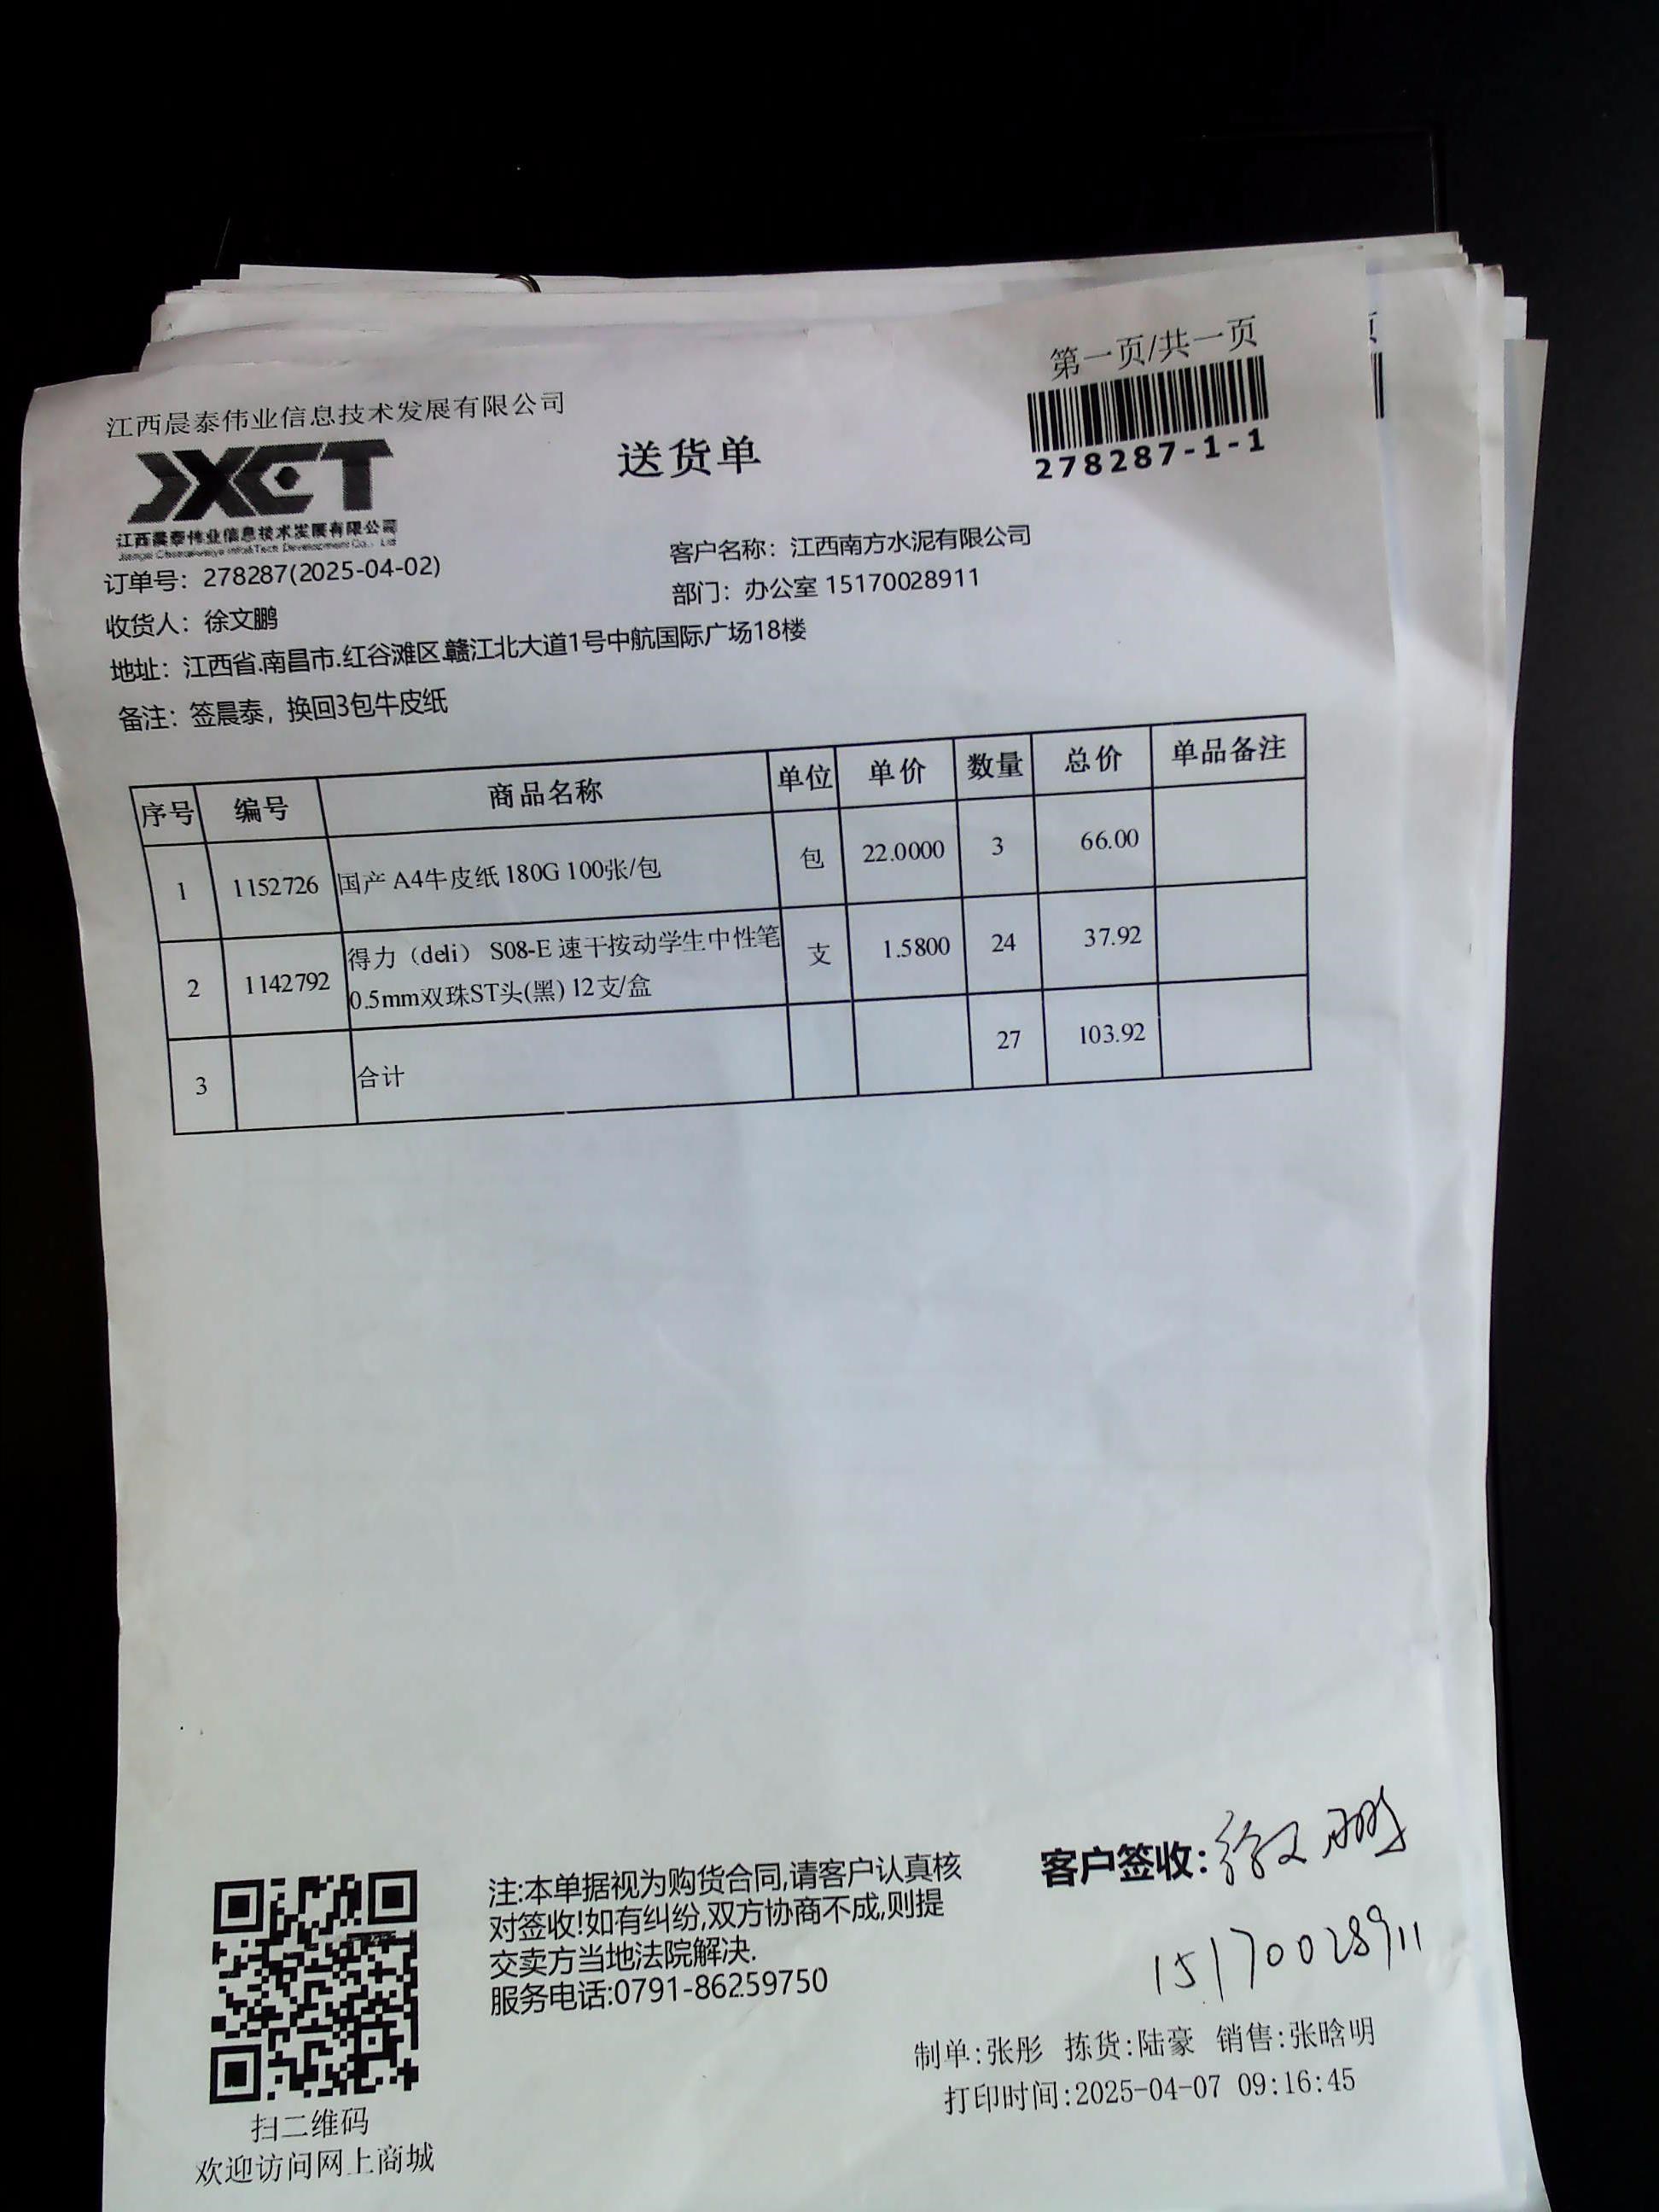 第一页/共一页
江西晨泰伟业信息技术发展有限公司
278287-1-1
送货单
JXCT
江西晨泰伟业信息技术发展有限公司
客户名称：江西南方水泥有限公司
订单号：278287(2025-04-02)
部门：办公室 15170028911
收货人：徐文鹏
地址：江西省.南昌市.红谷滩区.赣江北大道1号中航国际广场18楼
备注：签晨泰，换回3包牛皮纸
序号 编号 商品名称 单位 单价 数量 总价 单品备注
1 1152726 国产 A4牛皮纸 180G 100张/包 包 22.0000 3 66.00
2 1142792 得力（deli） S08-E 速干按动学生中性笔 支 1.5800 24 37.92
0.5mm双珠ST头(黑) 12支/盒
3 合计 27 103.92
注:本单据视为购货合同,请客户认真核
对签收!如有纠纷,双方协商不成,则提
交卖方当地法院解决.
服务电话:0791-86259750
客户签收:徐文鹏
15170028911
制单:张彤 拣货:陆豪 销售:张晗明
打印时间:2025-04-07 09:16:45
扫二维码
欢迎访问网上商城
页